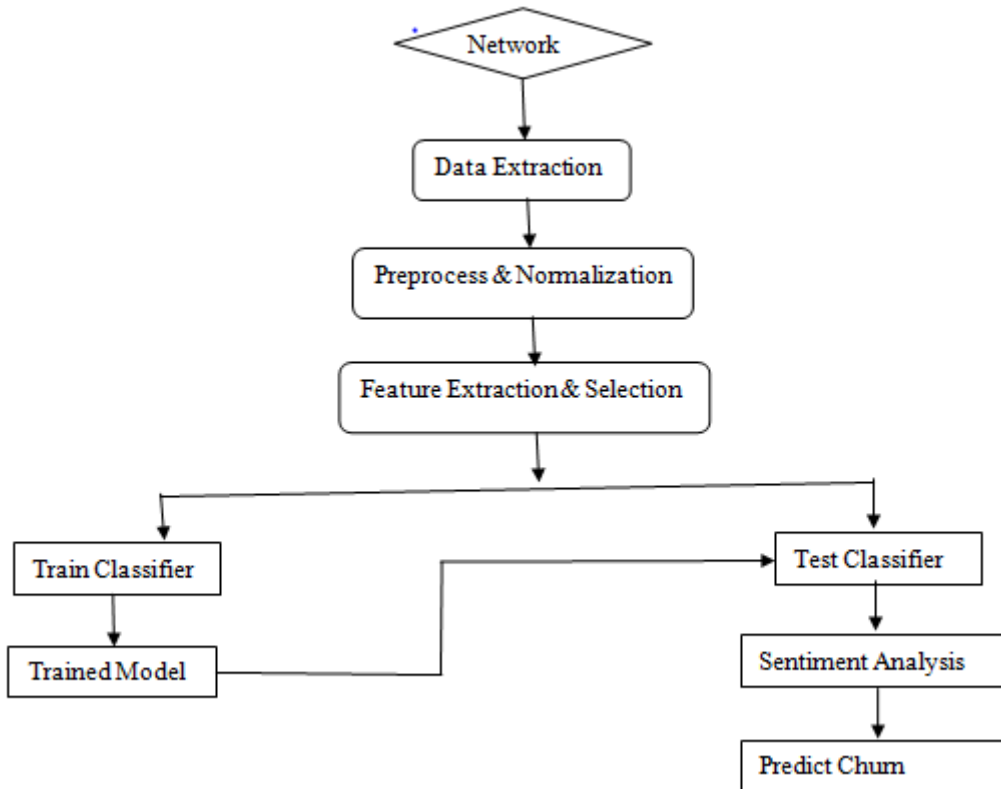 Network
Data Extraction
Preprocess & Normalization
Feature Extraction & Selection
Train Classifier
Test Classifier
Trained Model
Sentiment Analysis
Predict Churn